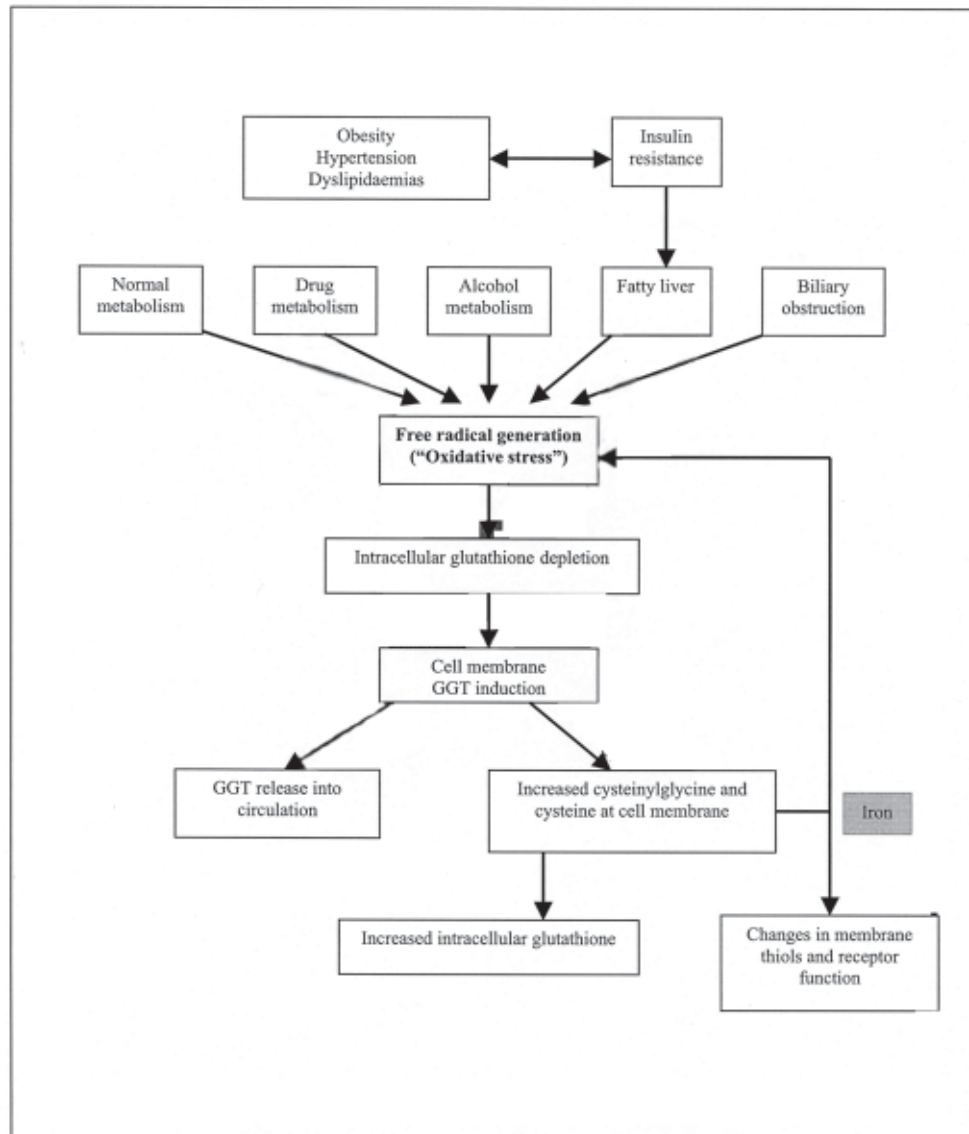 Obesity
Hypertension
Dyslipidaemias
Insulin
resistance
Normal
metabolism
Drug
metabolism
Alcohol
metabolism
Fatty liver
Biliary
obstruction
Free radical generation
("Oxidative stress")
Intracellular glutathione depletion
Cell membrane
GGT induction
GGT release into
circulation
Increased cysteinylglycine and
cysteine at cell membrane
Iron
Increased intracellular glutathione
Changes in membrane
thiols and receptor
function